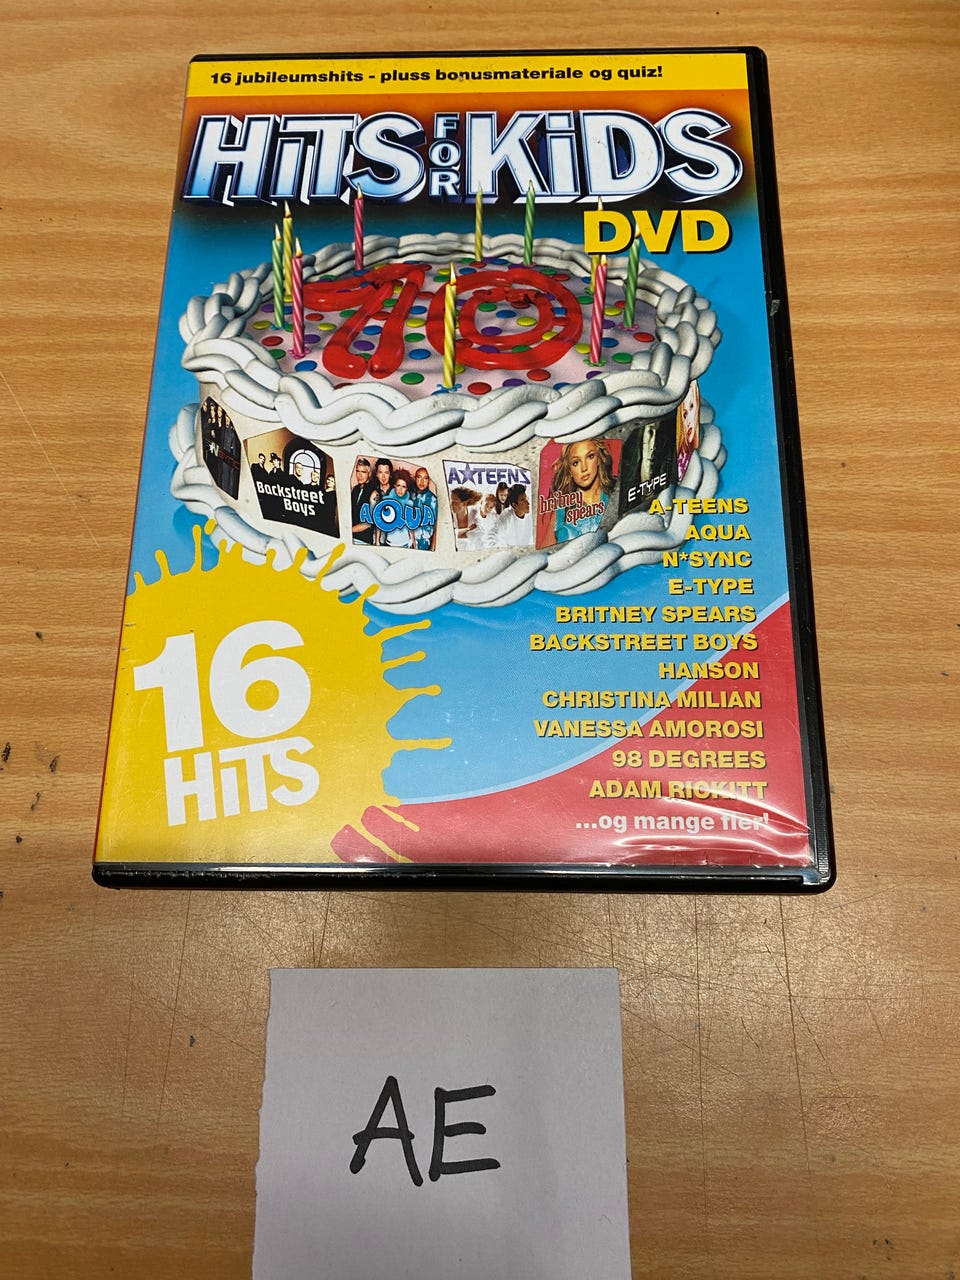 16 jubileumshits - pluss bonusmateriale og quiz!
HiTS FOR KiDS
DVD
10
Backstreet
Boys
AQUA
A★TEENS
britney
spears
E-TYPE
A-TEENS
AQUA
N*SYNC
E-TYPE
BRITNEY SPEARS
BACKSTREET BOYS
HANSON
CHRISTINA MILIAN
VANESSA AMOROSI
98 DEGREES
ADAM RICKITT
...og mange fler!
16
HiTS
AE